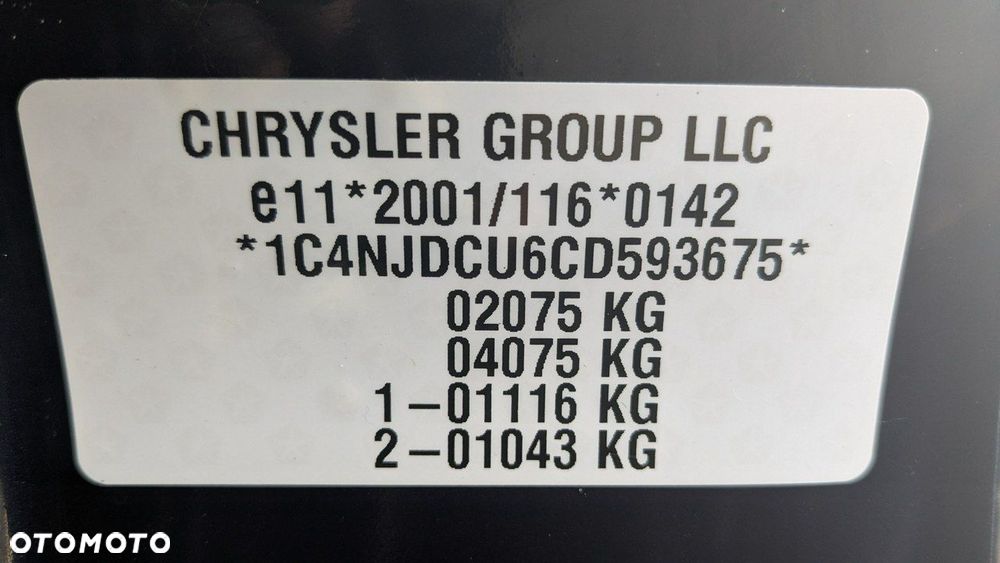 CHRYSLER GROUP LLC
e11*2001/116*0142
*1C4NJDCU6CD593675*
02075 KG
04075 KG
1-01116 KG
2-01043 KG
OTOMOTO